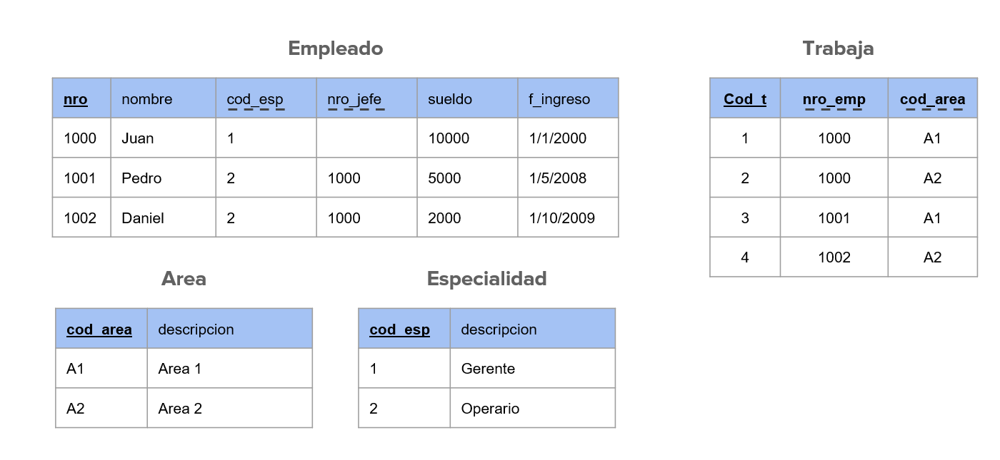 Empleado
nro nombre cod_esp nro_jefe sueldo f_ingreso
1000 Juan 1 10000 1/1/2000
1001 Pedro 2 1000 5000 1/5/2008
1002 Daniel 2 1000 2000 1/10/2009
Trabaja
Cod_t nro_emp cod_area
1 1000 A1
2 1000 A2
3 1001 A1
4 1002 A2
Area
cod_area descripcion
A1 Area 1
A2 Area 2
Especialidad
cod_esp descripcion
1 Gerente
2 Operario